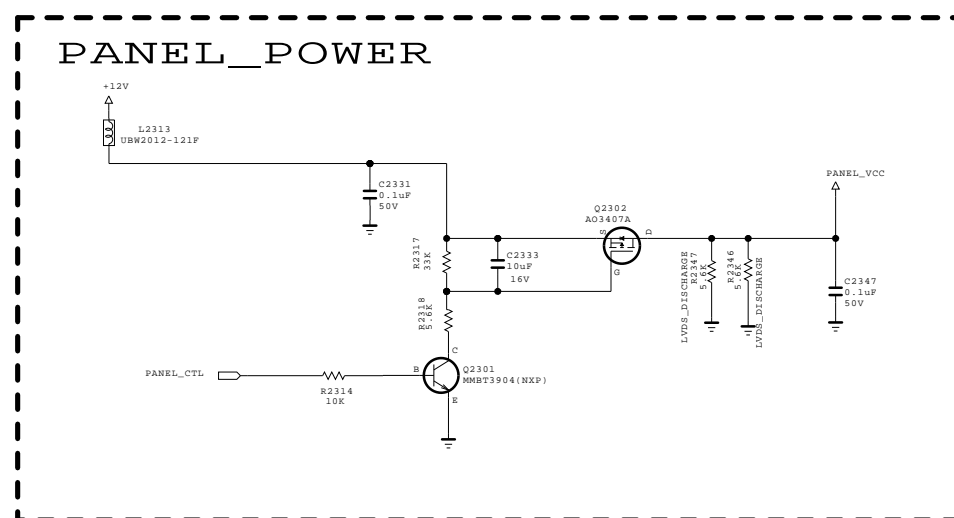 PANEL_POWER
+12V
L2313
UBW2012-121F
C2331
0.1uF
50V
R2317
33K
C2333
10uF
16V
Q2302
AO3407A
S
D
G
PANEL_VCC
LVDS_DISCHARGE
R2347
5.6K
R2346
5.6K
LVDS_DISCHARGE
C2347
0.1uF
50V
R2318
5.6K
PANEL_CTL
R2314
10K
B
C
E
Q2301
MMBT3904(NXP)